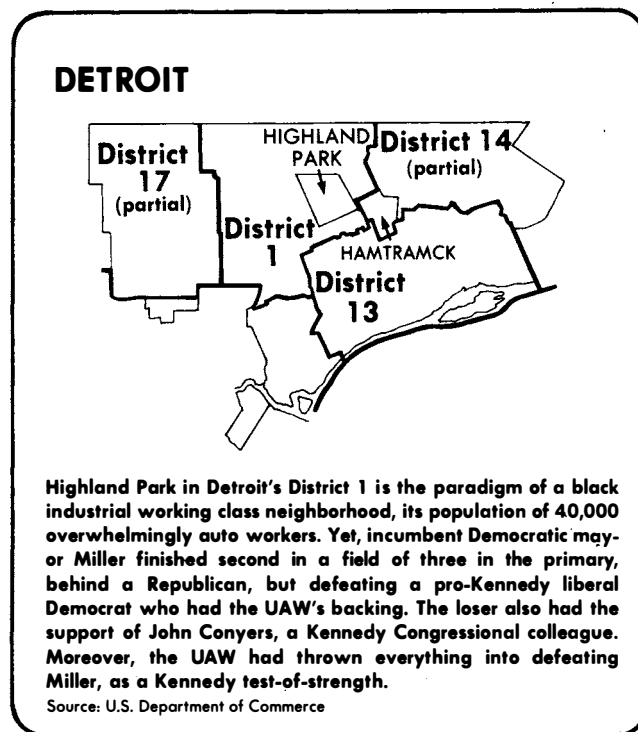 DETROIT
HIGHLAND
PARK
District 14
(partial)
District
17
(partial)
District
1
HAMTRAMCK
District
13
Highland Park in Detroit's District 1 is the paradigm of a black
industrial working class neighborhood, its population of 40,000
overwhelmingly auto workers. Yet, incumbent Democratic may-
or Miller finished second in a field of three in the primary,
behind a Republican, but defeating a pro-Kennedy liberal
Democrat who had the UAW's backing. The loser also had the
support of John Conyers, a Kennedy Congressional colleague.
Moreover, the UAW had thrown everything into defeating
Miller, as a Kennedy test-of-strength.
Source: U.S. Department of Commerce